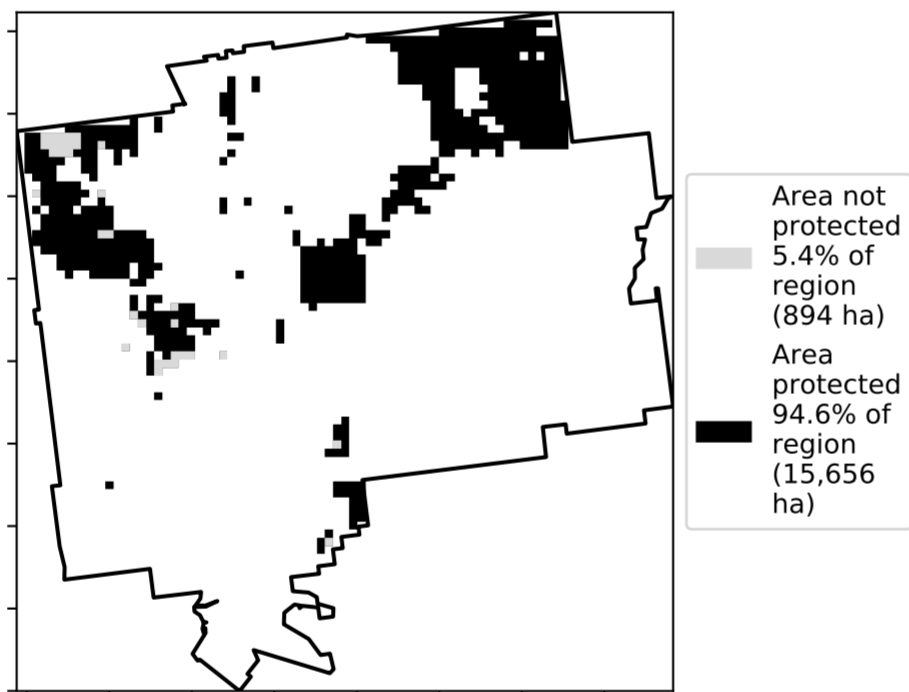 Area not
protected
5.4% of
region
(894 ha)
Area
protected
94.6% of
region
(15,656
ha)